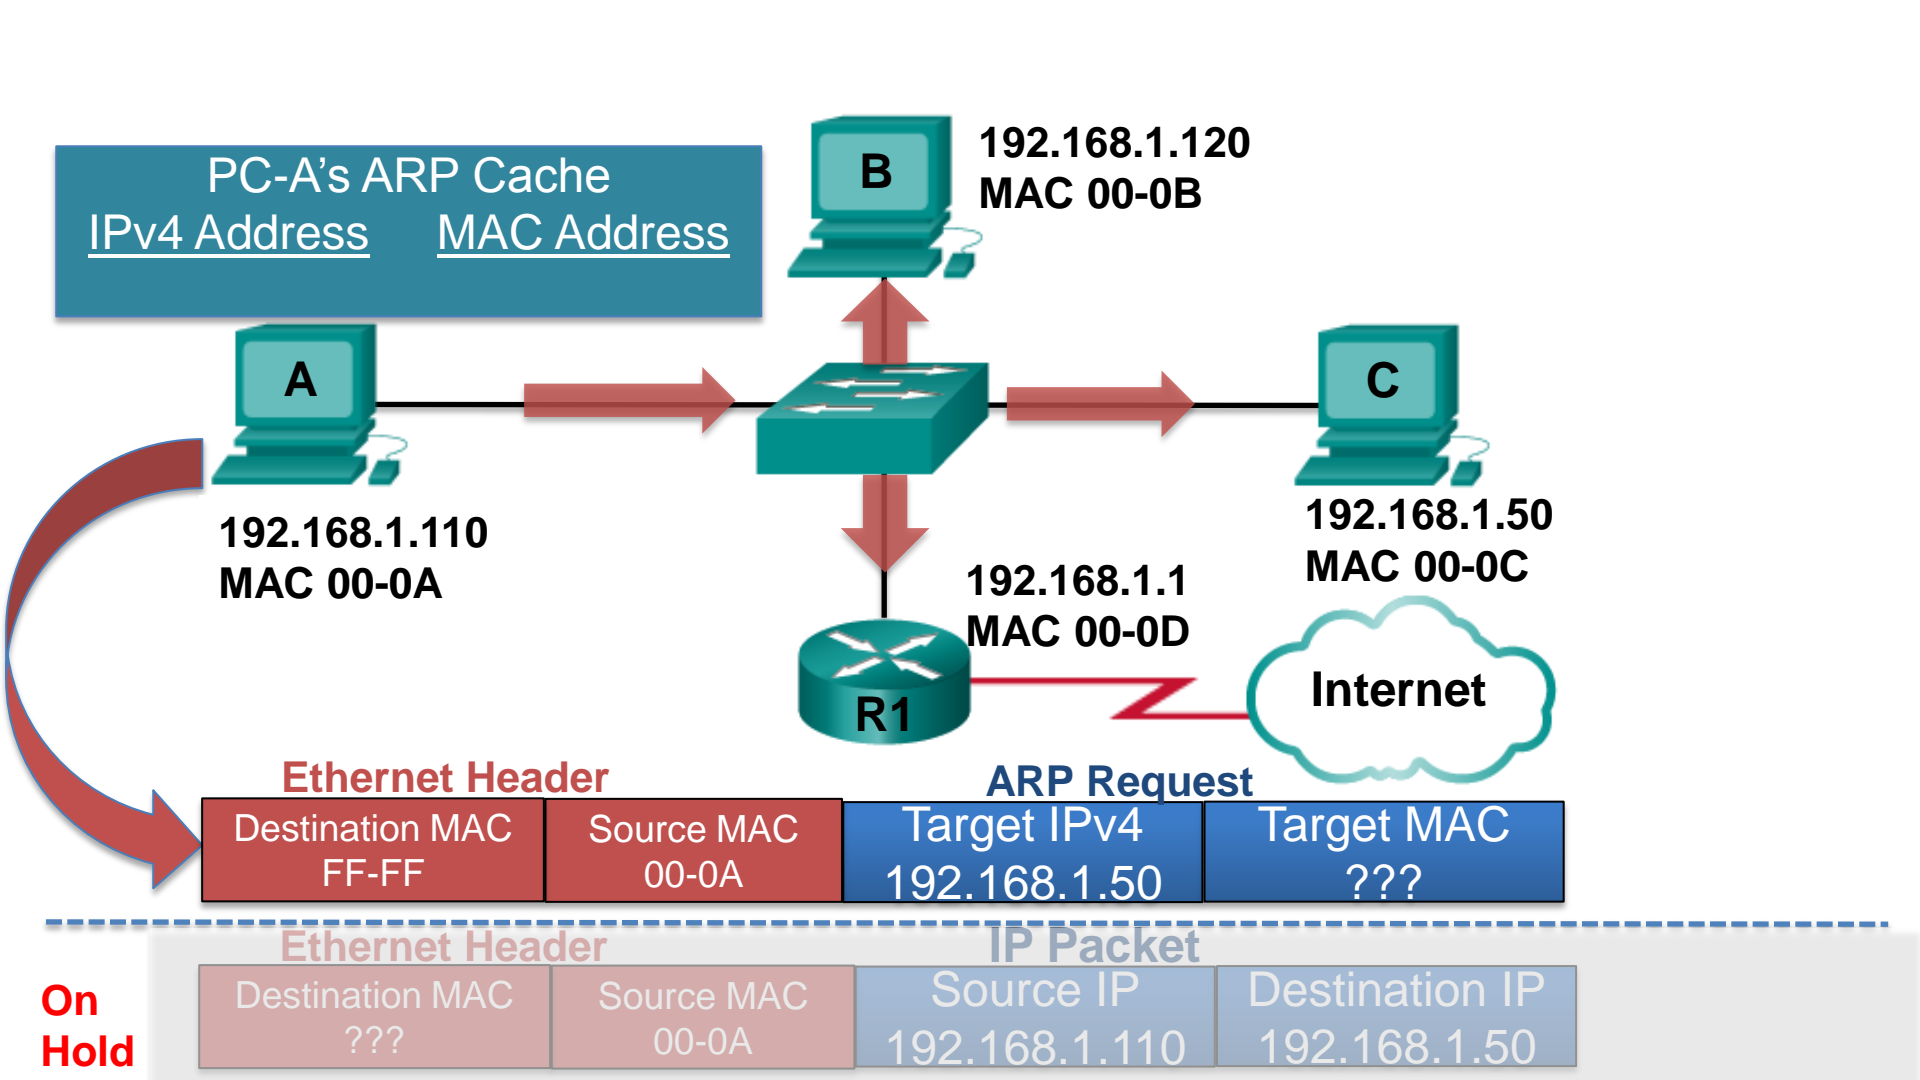 PC-A's ARP Cache
IPv4 Address MAC Address
B
192.168.1.120
MAC 00-0B
A
192.168.1.110
MAC 00-0A
C
192.168.1.50
MAC 00-0C
192.168.1.1
MAC 00-0D
R1
Internet
Ethernet Header
ARP Request
Destination MAC
FF-FF
Source MAC
00-0A
Target IPv4
192.168.1.50
Target MAC
???
On
Hold
Ethernet Header
IP Packet
Destination MAC
???
Source MAC
00-0A
Source IP
192.168.1.110
Destination IP
192.168.1.50